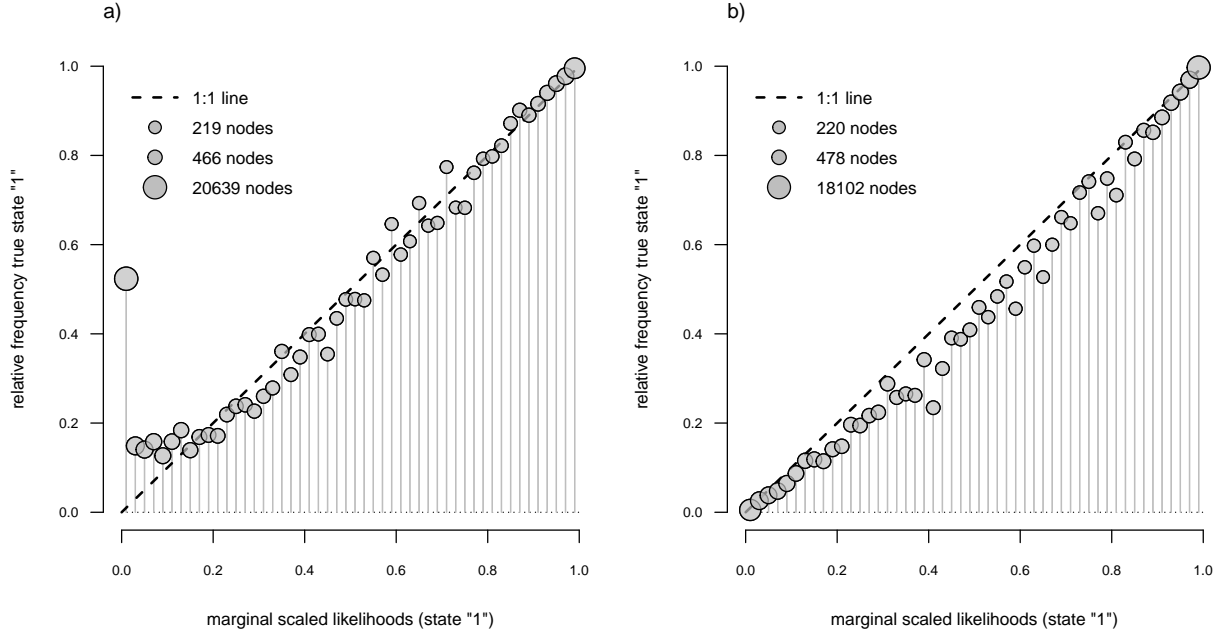 a)
relative frequency true state "1"
1.0
0.8
0.6
0.4
0.2
0.0
1:1 line
219 nodes
466 nodes
20639 nodes
0.0 0.2 0.4 0.6 0.8 1.0
marginal scaled likelihoods (state "1")
b)
relative frequency true state "1"
1.0
0.8
0.6
0.4
0.2
0.0
1:1 line
220 nodes
478 nodes
18102 nodes
0.0 0.2 0.4 0.6 0.8 1.0
marginal scaled likelihoods (state "1")